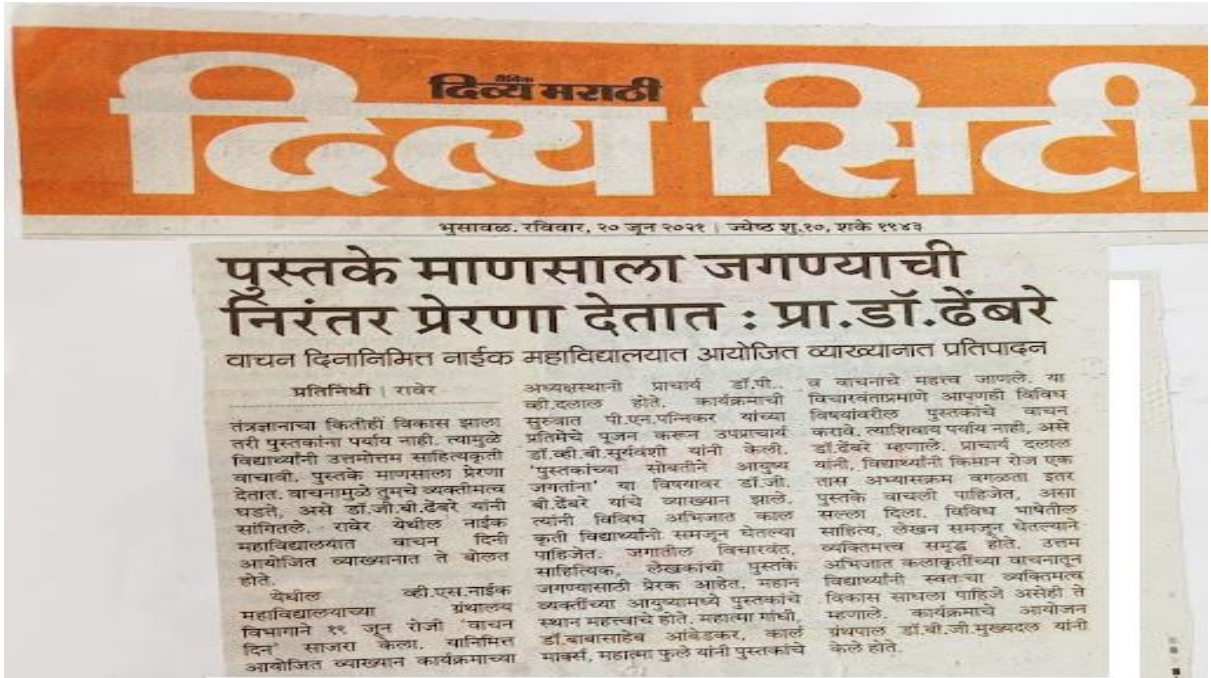 दैनिक
दिव्य मराठी
दिव्य सिटी
भुसावळ. रविवार, २० जून २०२१ | ज्येष्ठ शु.१०, शके १९४३
पुस्तके माणसाला जगण्याची
निरंतर प्रेरणा देतात : प्रा.डॉ.ढेंबरे
वाचन दिनानिमित्त नाईक महाविद्यालयात आयोजित व्याख्यानात प्रतिपादन
प्रतिनिधी | रावेर
तंत्रज्ञानाचा कितीही विकास झाला
तरी पुस्तकांना पर्याय नाही. त्यामुळे
विद्यार्थ्यांनी उत्तमोत्तम साहित्यकृती
वाचावी. पुस्तके माणसाला प्रेरणा
देतात. वाचनामुळे तुमचे व्यक्तीमत्व
घडते, असे डॉ.जी.बी.ढेंबरे यांनी
सांगितले. रावेर येथील नाईक
महाविद्यालयात वाचन दिनी
आयोजित व्याख्यानात ते बोलत
होते.
येथील व्ही.एस.नाईक
महाविद्यालयाच्या ग्रंथालय
विभागाने १९ जून रोजी 'वाचन
दिन' साजरा केला. यानिमित्त
आयोजित व्याख्यान कार्यक्रमाच्या
अध्यक्षस्थानी प्राचार्य डॉ.पी..
व्ही.दलाल होते. कार्यक्रमाची
सुरुवात पी.एन.पन्निकर यांच्या
प्रतिमेचे पूजन करून उपप्राचार्य
डॉ.व्ही.बी.सूर्यवंशी यांनी केली.
'पुस्तकांच्या सोबतीने आयुष्य
जगतांना' या विषयावर डॉ.जी.
बी.ढेंबरे यांचे व्याख्यान झाले.
त्यांनी विविध अभिजात काल
कृती विद्यार्थ्यांनी समजून घेतल्या
पाहिजेत. जगातील विचारवंत,
साहित्यिक, लेखकांची पुस्तके
जगण्यासाठी प्रेरक आहेत. महान
व्यक्तींच्या आयुष्यामध्ये पुस्तकांचे
स्थान महत्त्वाचे होते. महात्मा गांधी,
डॉ.बाबासाहेब आंबेडकर, कार्ल
मार्क्स, महात्मा फुले यांनी पुस्तकांचे
व वाचनाचे महत्त्व जाणले. या
विचारवंताप्रमाणे आपणही विविध
विषयांवरील पुस्तकांचे वाचन
करावे. त्याशिवाय पर्याय नाही, असे
डॉ.ढेंबरे म्हणाले. प्राचार्य दलाल
यांनी, विद्यार्थ्यांनी किमान रोज एक
तास अभ्यासक्रम वगळता इतर
पुस्तके वाचली पाहिजेत, असा
सल्ला दिला. विविध भाषेतील
साहित्य, लेखन समजून घेतल्याने
व्यक्तिमत्त्व समृद्ध होते. उत्तम
अभिजात कलाकृतींच्या वाचनातून
विद्यार्थ्यांनी स्वतःचा व्यक्तिमत्व
विकास साधला पाहिजे असेही ते
म्हणाले. कार्यक्रमाचे आयोजन
ग्रंथपाल डॉ.बी.जी.मुख्यदल यांनी
केले होते.